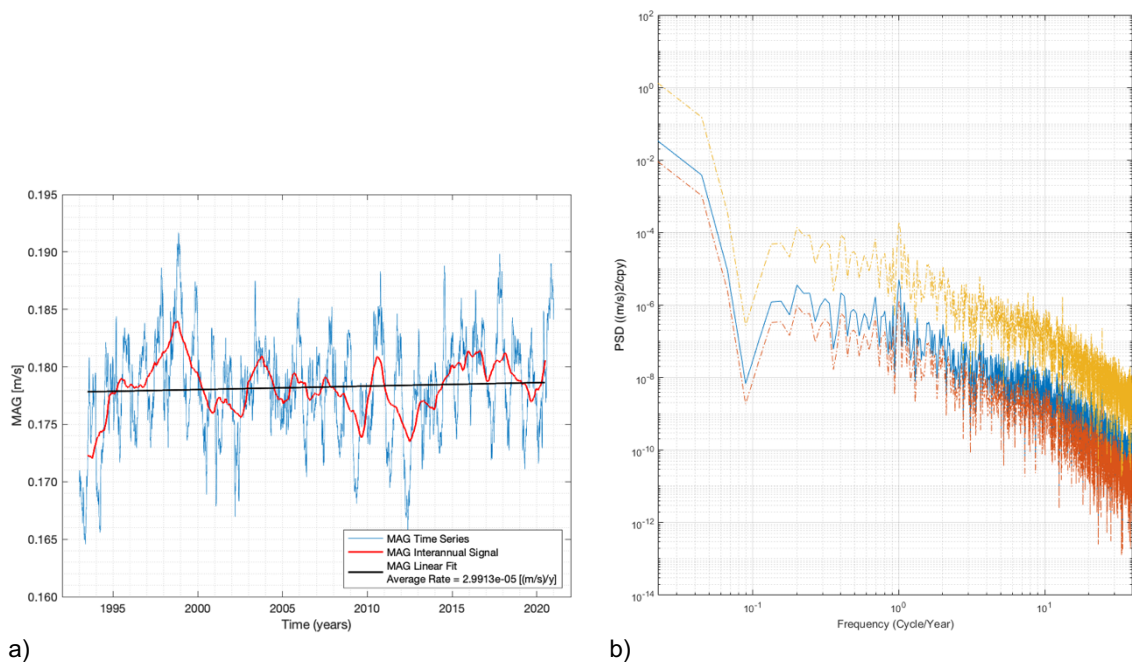 0.195
0.190
0.185
0.180
0.175
0.170
0.165
0.160
MAG [m/s]
1995 2000 2005 2010 2015 2020
Time (years)
MAG Time Series
MAG Interannual Signal
MAG Linear Fit
Average Rate = 2.9913e-05 [(m/s)/y]
a)
10^2
10^0
10^-2
10^-4
10^-6
10^-8
10^-10
10^-12
10^-14
PSD ((m/s)2/cpy)
10^-1 10^0 10^1
Frequency (Cycle/Year)
b)